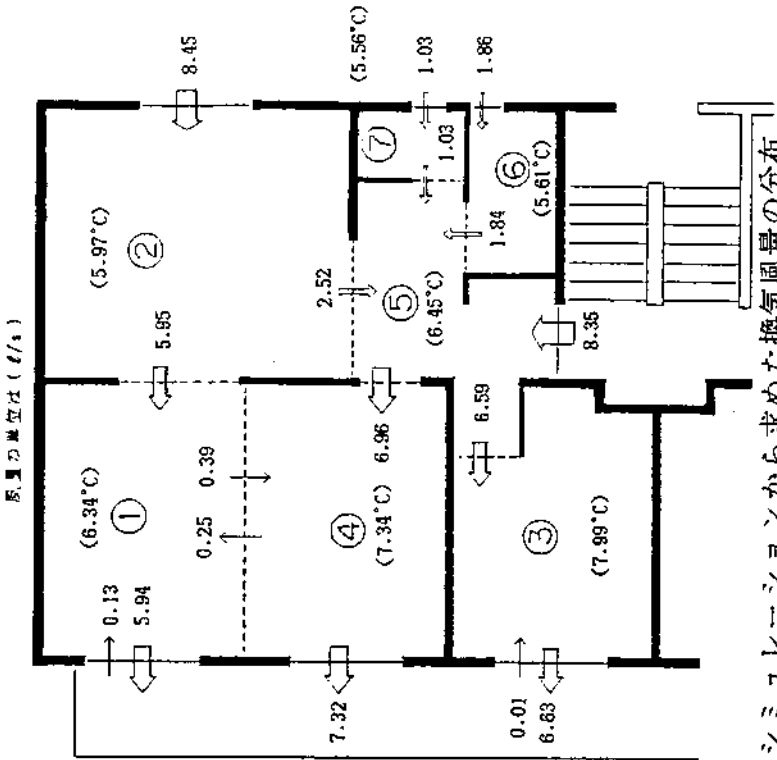 風量の単位は (ℓ/s)
8.45
(5.56°C)
1.03
1.86
⑦
1.03
②
(5.97°C)
⑥
(5.61°C)
1.84
2.52
⑤
(6.45°C)
5.95
8.35
6.96
6.59
0.39
(6.34°C)
①
0.25
④
(7.34°C)
③
(7.99°C)
0.13
5.94
7.32
0.01
6.63
シミュレーションから求めた換気風量の分布